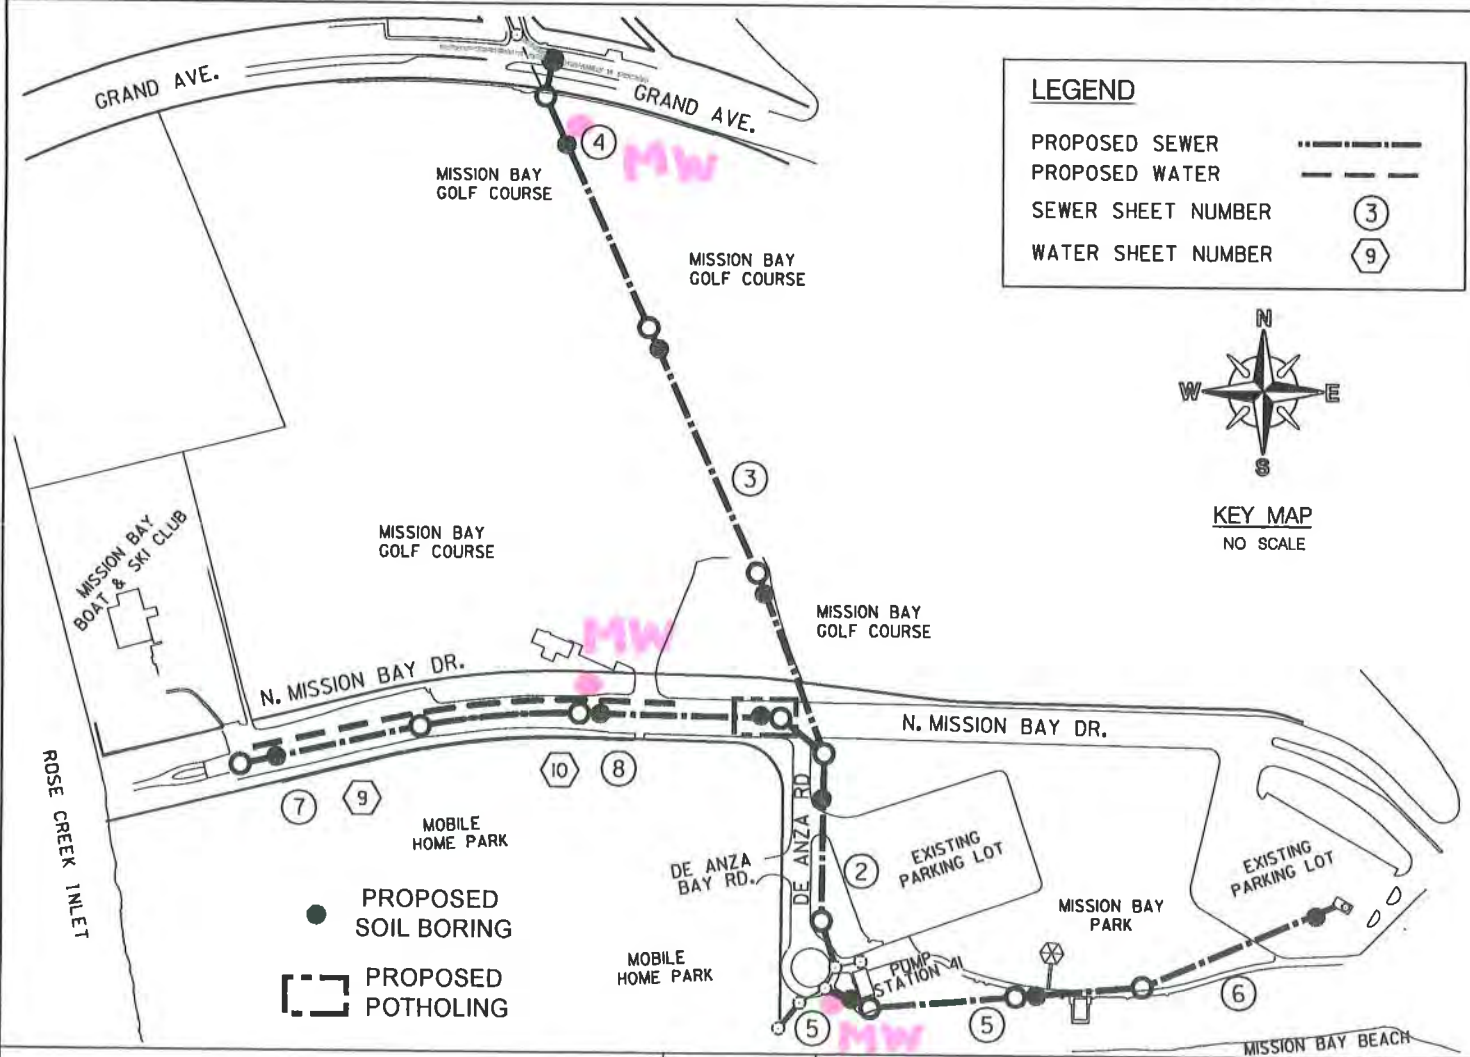 GRAND AVE.
GRAND AVE.
4
MW
MISSION BAY
GOLF COURSE
MISSION BAY
GOLF COURSE
LEGEND
PROPOSED SEWER
PROPOSED WATER
SEWER SHEET NUMBER 3
WATER SHEET NUMBER 9
N
W E
S
KEY MAP
NO SCALE
3
MISSION BAY
GOLF COURSE
MISSION BAY
BOAT & SKI CLUB
MISSION BAY
GOLF COURSE
MW
N. MISSION BAY DR.
N. MISSION BAY DR.
ROSE CREEK INLET
7
9
10
8
MOBILE
HOME PARK
DE ANZA RD
DE ANZA
BAY RD.
2
EXISTING
PARKING LOT
EXISTING
PARKING LOT
MISSION BAY
PARK
PROPOSED
SOIL BORING
PROPOSED
POTHOLING
MOBILE
HOME PARK
PUMP
STATION 41
5
MW
5
6
MISSION BAY BEACH